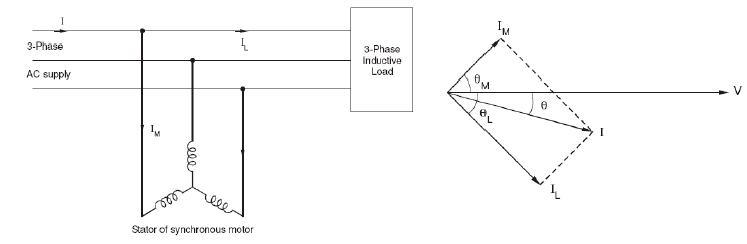 I
3-Phase
AC supply
I_L
3-Phase
Inductive
Load
I_M
Stator of synchronous motor
I_M
θ_M
θ_L
θ
V
I
I_L